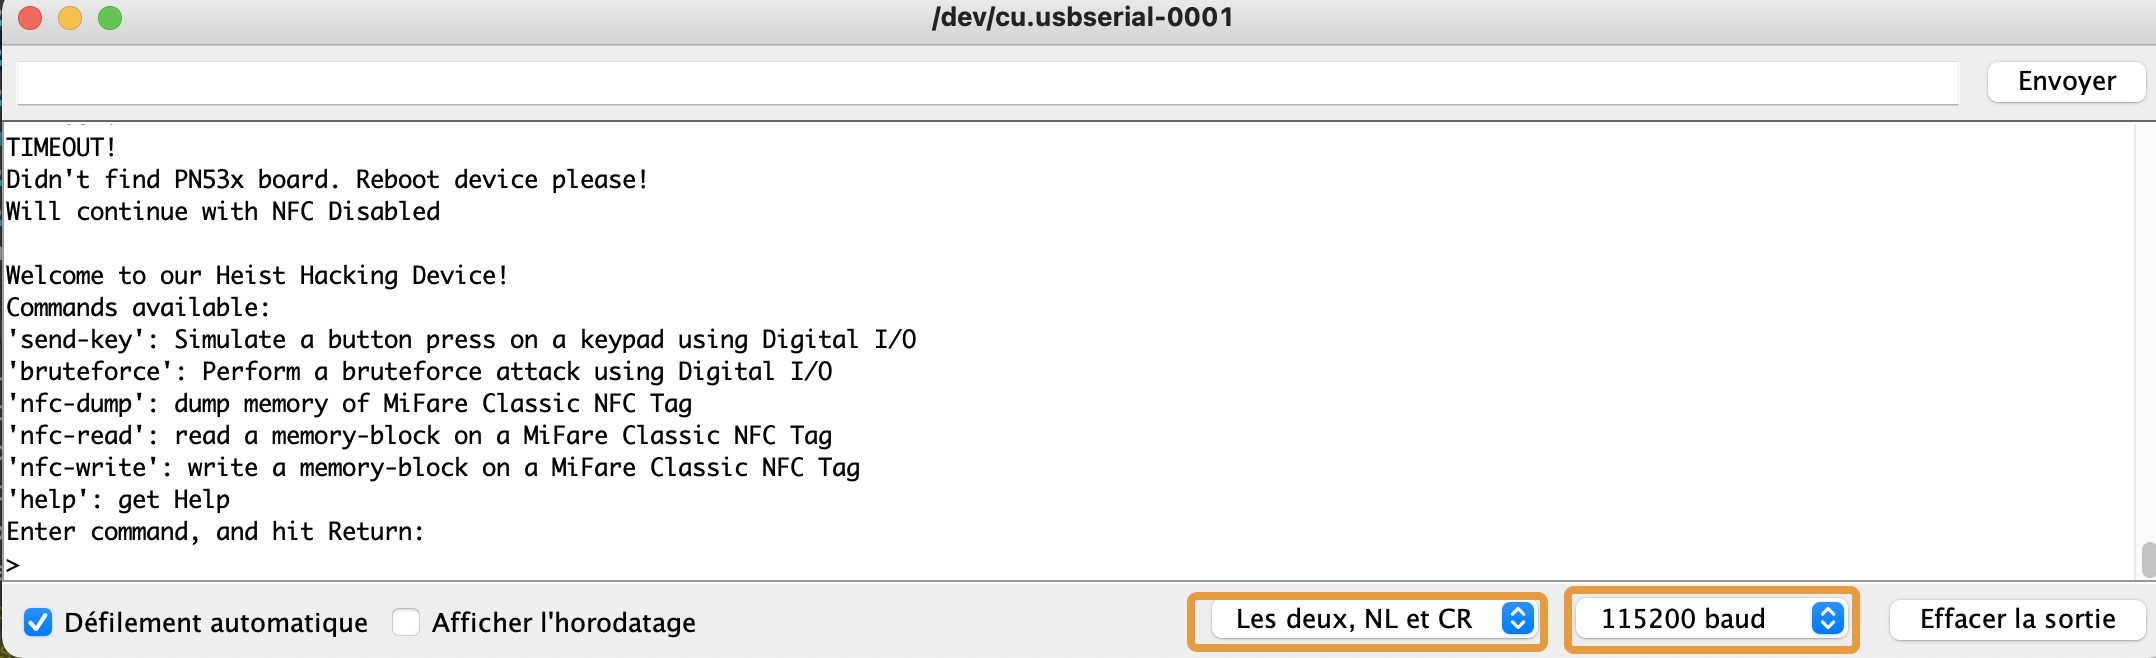 /dev/cu.usbserial-0001
Envoyer
TIMEOUT!
Didn't find PN53x board. Reboot device please!
Will continue with NFC Disabled
Welcome to our Heist Hacking Device!
Commands available:
'send-key': Simulate a button press on a keypad using Digital I/O
'bruteforce': Perform a bruteforce attack using Digital I/O
'nfc-dump': dump memory of MiFare Classic NFC Tag
'nfc-read': read a memory-block on a MiFare Classic NFC Tag
'nfc-write': write a memory-block on a MiFare Classic NFC Tag
'help': get Help
Enter command, and hit Return:
>
Défilement automatique Afficher l'horodatage Les deux, NL et CR 115200 baud Effacer la sortie